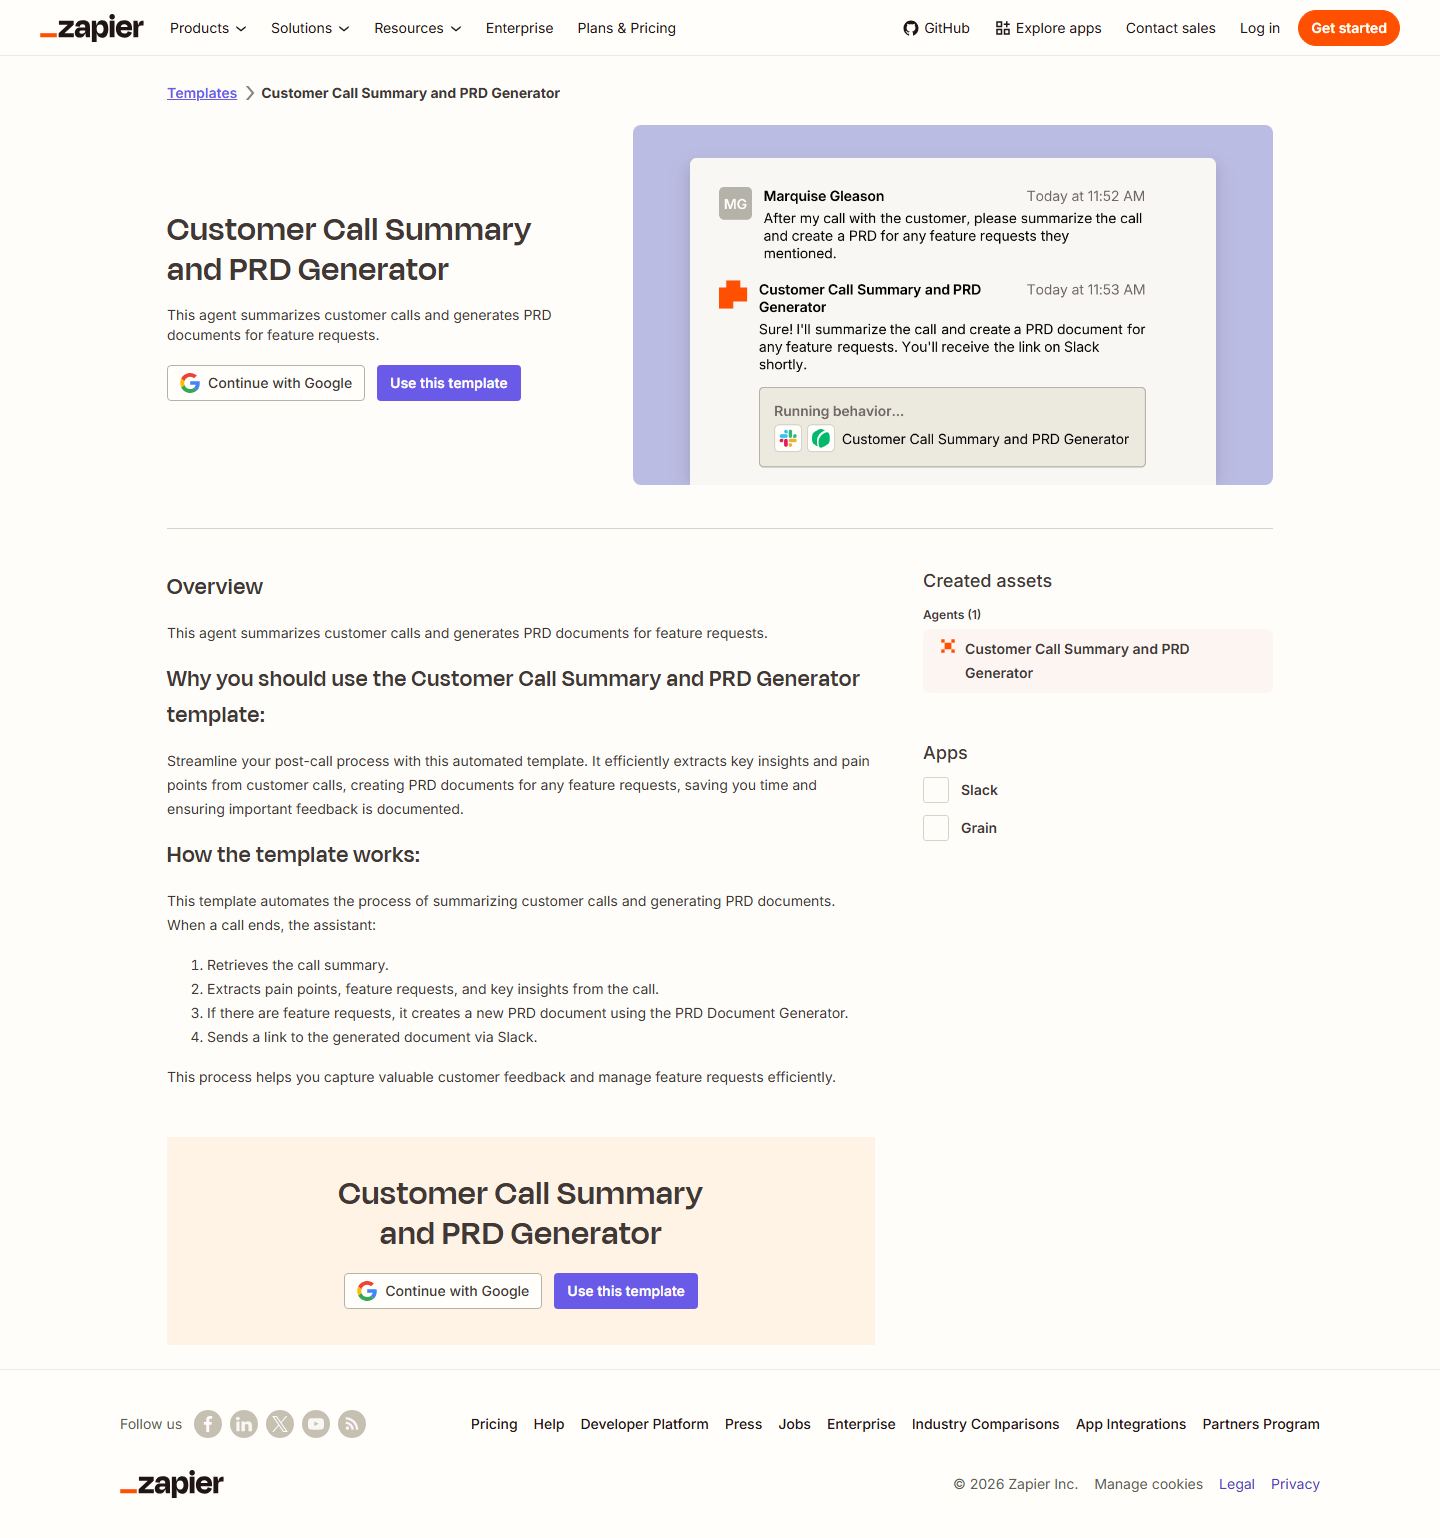 zapier
Products
Solutions
Resources
Enterprise
Plans & Pricing
GitHub
Explore apps
Contact sales
Log in
Get started
Templates
Customer Call Summary and PRD Generator
Customer Call Summary
and PRD Generator
This agent summarizes customer calls and generates PRD
documents for feature requests.
Continue with Google
Use this template
MG
Marquise Gleason
Today at 11:52 AM
After my call with the customer, please summarize the call
and create a PRD for any feature requests they
mentioned.
Customer Call Summary and PRD
Generator
Today at 11:53 AM
Sure! I'll summarize the call and create a PRD document for
any feature requests. You'll receive the link on Slack
shortly.
Running behavior...
Customer Call Summary and PRD Generator
Overview
This agent summarizes customer calls and generates PRD documents for feature requests.
Why you should use the Customer Call Summary and PRD Generator
template:
Streamline your post-call process with this automated template. It efficiently extracts key insights and pain
points from customer calls, creating PRD documents for any feature requests, saving you time and
ensuring important feedback is documented.
How the template works:
This template automates the process of summarizing customer calls and generating PRD documents.
When a call ends, the assistant:
1. Retrieves the call summary.
2. Extracts pain points, feature requests, and key insights from the call.
3. If there are feature requests, it creates a new PRD document using the PRD Document Generator.
4. Sends a link to the generated document via Slack.
This process helps you capture valuable customer feedback and manage feature requests efficiently.
Created assets
Agents (1)
Customer Call Summary and PRD
Generator
Apps
Slack
Grain
Customer Call Summary
and PRD Generator
Continue with Google
Use this template
Follow us
Pricing
Help
Developer Platform
Press
Jobs
Enterprise
Industry Comparisons
App Integrations
Partners Program
zapier
© 2026 Zapier Inc.
Manage cookies
Legal
Privacy